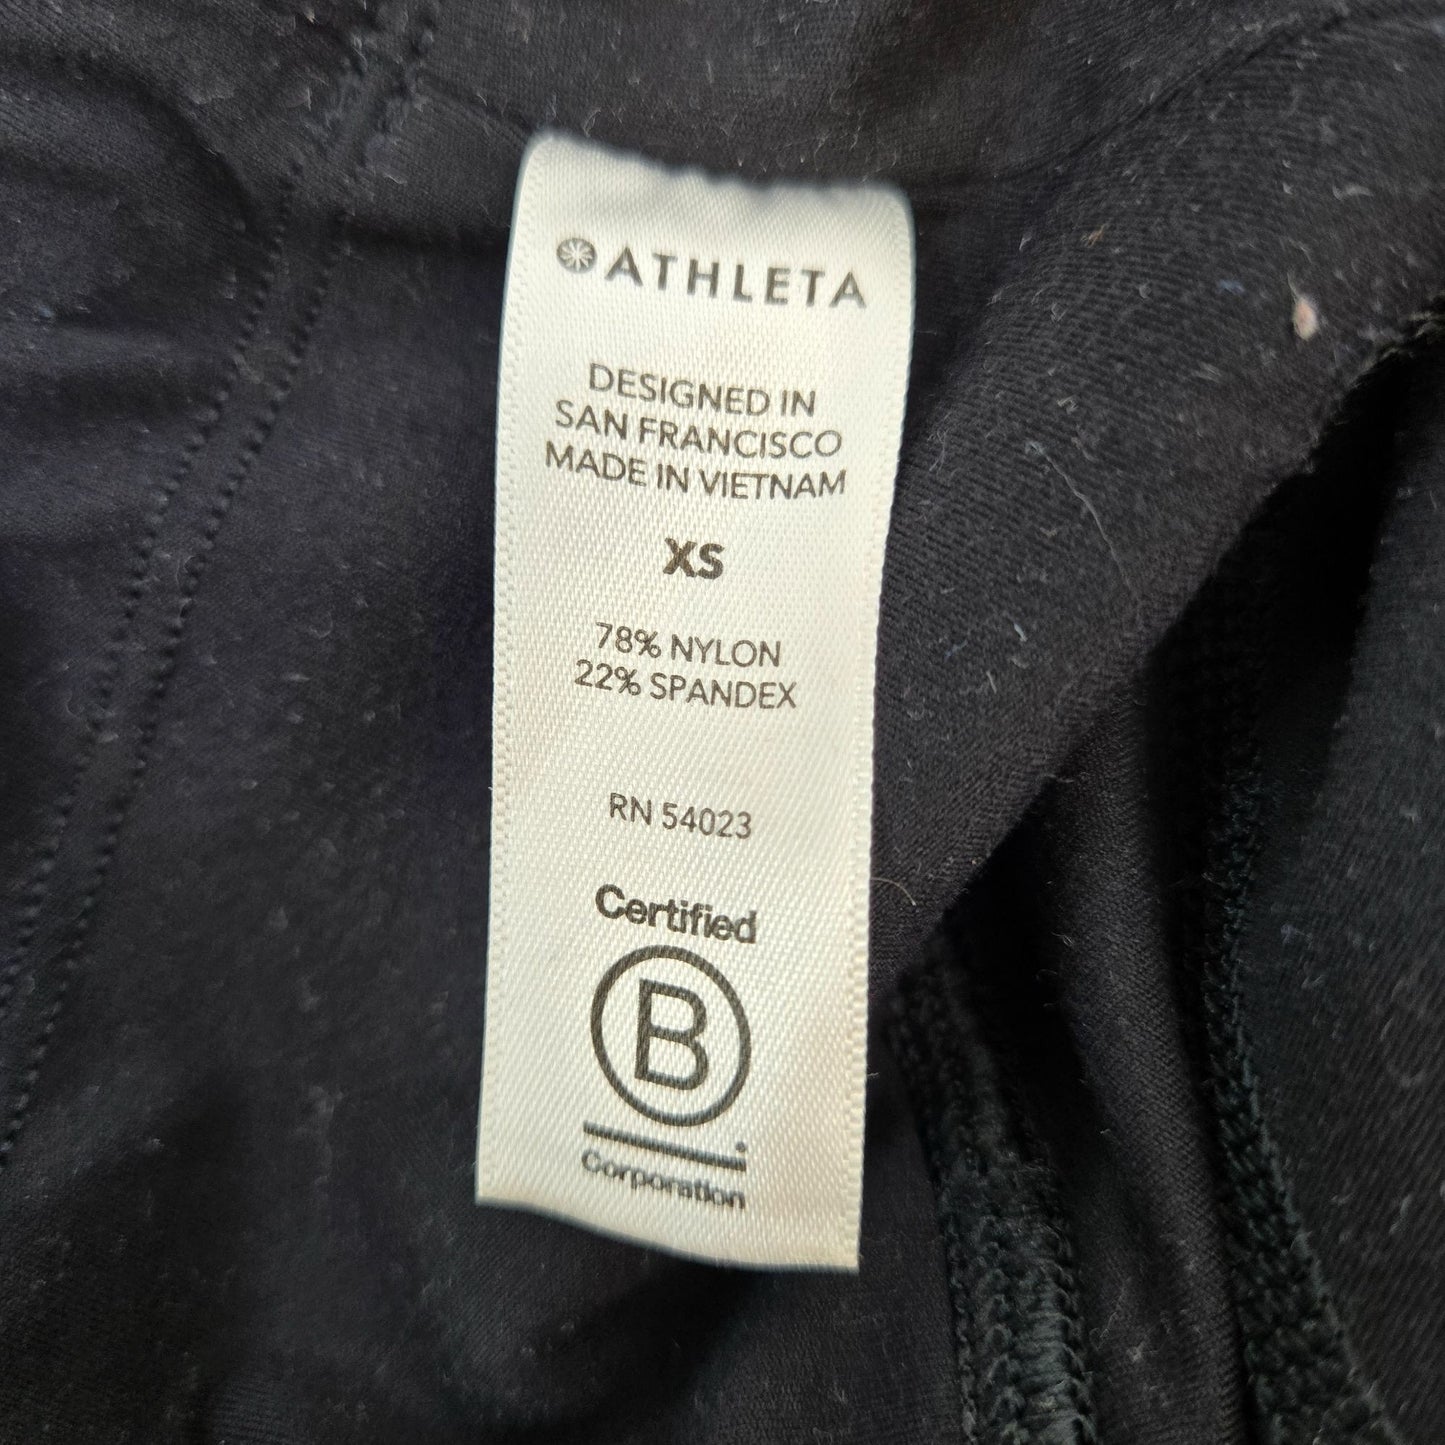 ATHLETA
DESIGNED IN
SAN FRANCISCO
MADE IN VIETNAM
XS
78% NYLON
22% SPANDEX
RN 54023
Certified
B
Corporation